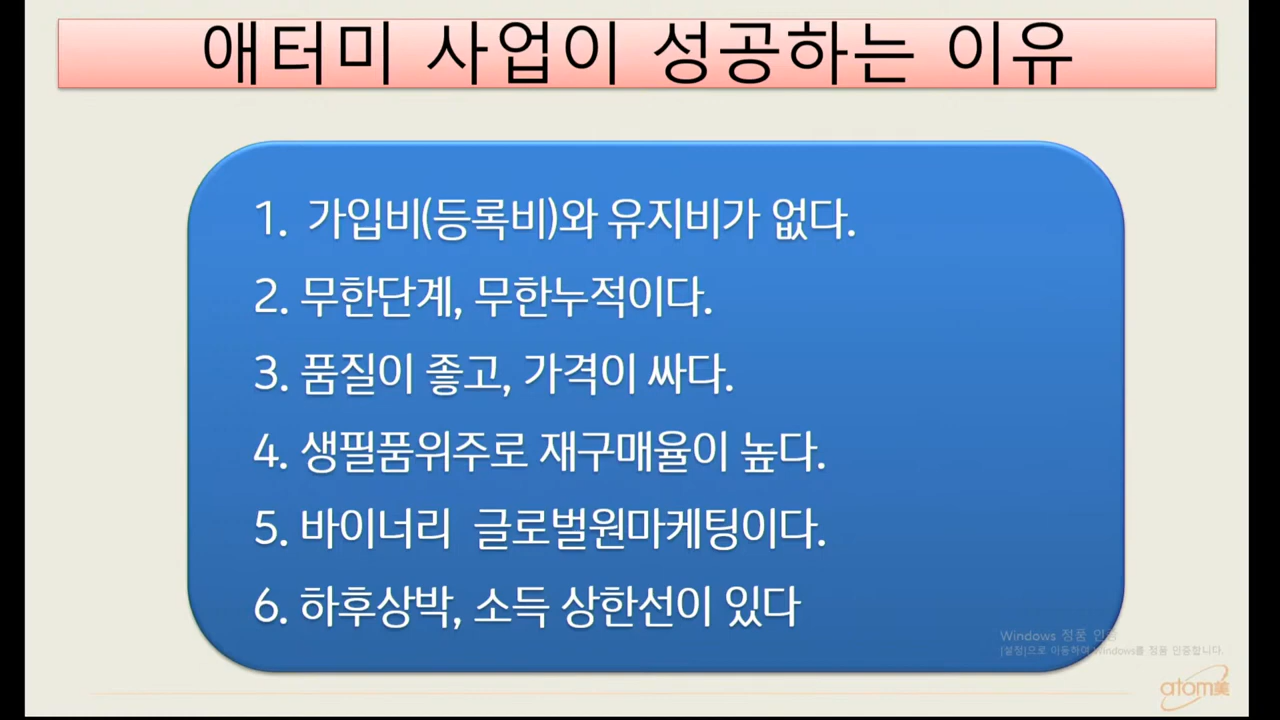 애터미 사업이 성공하는 이유
1. 가입비(등록비)와 유지비가 없다.
2. 무한단계, 무한누적이다.
3. 품질이 좋고, 가격이 싸다.
4. 생필품위주로 재구매율이 높다.
5. 바이너리 글로벌원마케팅이다.
6. 하후상박, 소득 상한선이 있다
Windows 정품 인증
[설정]으로 이동하여 Windows를 정품 인증합니다.
atom美